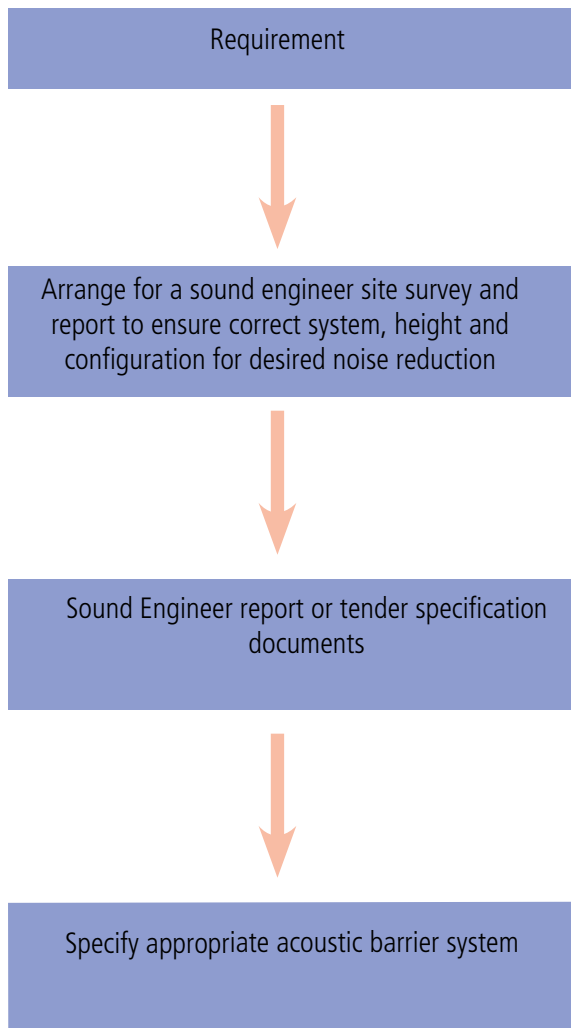 Requirement
Arrange for a sound engineer site survey and
report to ensure correct system, height and
configuration for desired noise reduction
Sound Engineer report or tender specification
documents
Specify appropriate acoustic barrier system